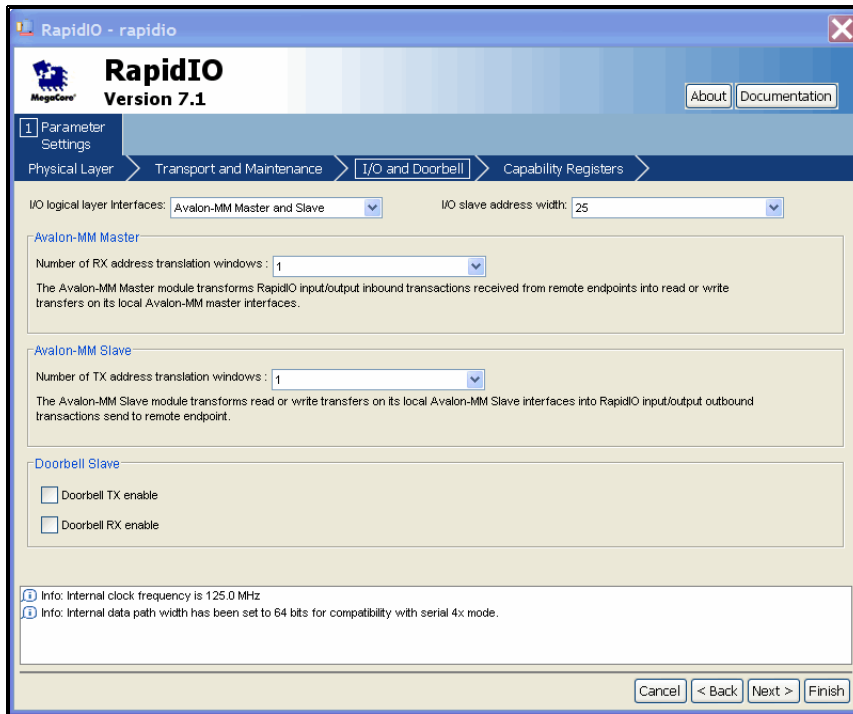 RapidIO - rapidio
MegaCore®
RapidIO
Version 7.1
About
Documentation
1 Parameter
Settings
Physical Layer
Transport and Maintenance
I/O and Doorbell
Capability Registers
I/O logical layer Interfaces: Avalon-MM Master and Slave
I/O slave address width: 25
Avalon-MM Master
Number of RX address translation windows : 1
The Avalon-MM Master module transforms RapidIO input/output inbound transactions received from remote endpoints into read or write
transfers on its local Avalon-MM master interfaces.
Avalon-MM Slave
Number of TX address translation windows : 1
The Avalon-MM Slave module transforms read or write transfers on its local Avalon-MM Slave interfaces into RapidIO input/output outbound
transactions send to remote endpoint.
Doorbell Slave
Doorbell TX enable
Doorbell RX enable
Info: Internal clock frequency is 125.0 MHz
Info: Internal data path width has been set to 64 bits for compatibility with serial 4x mode.
Cancel
< Back
Next >
Finish